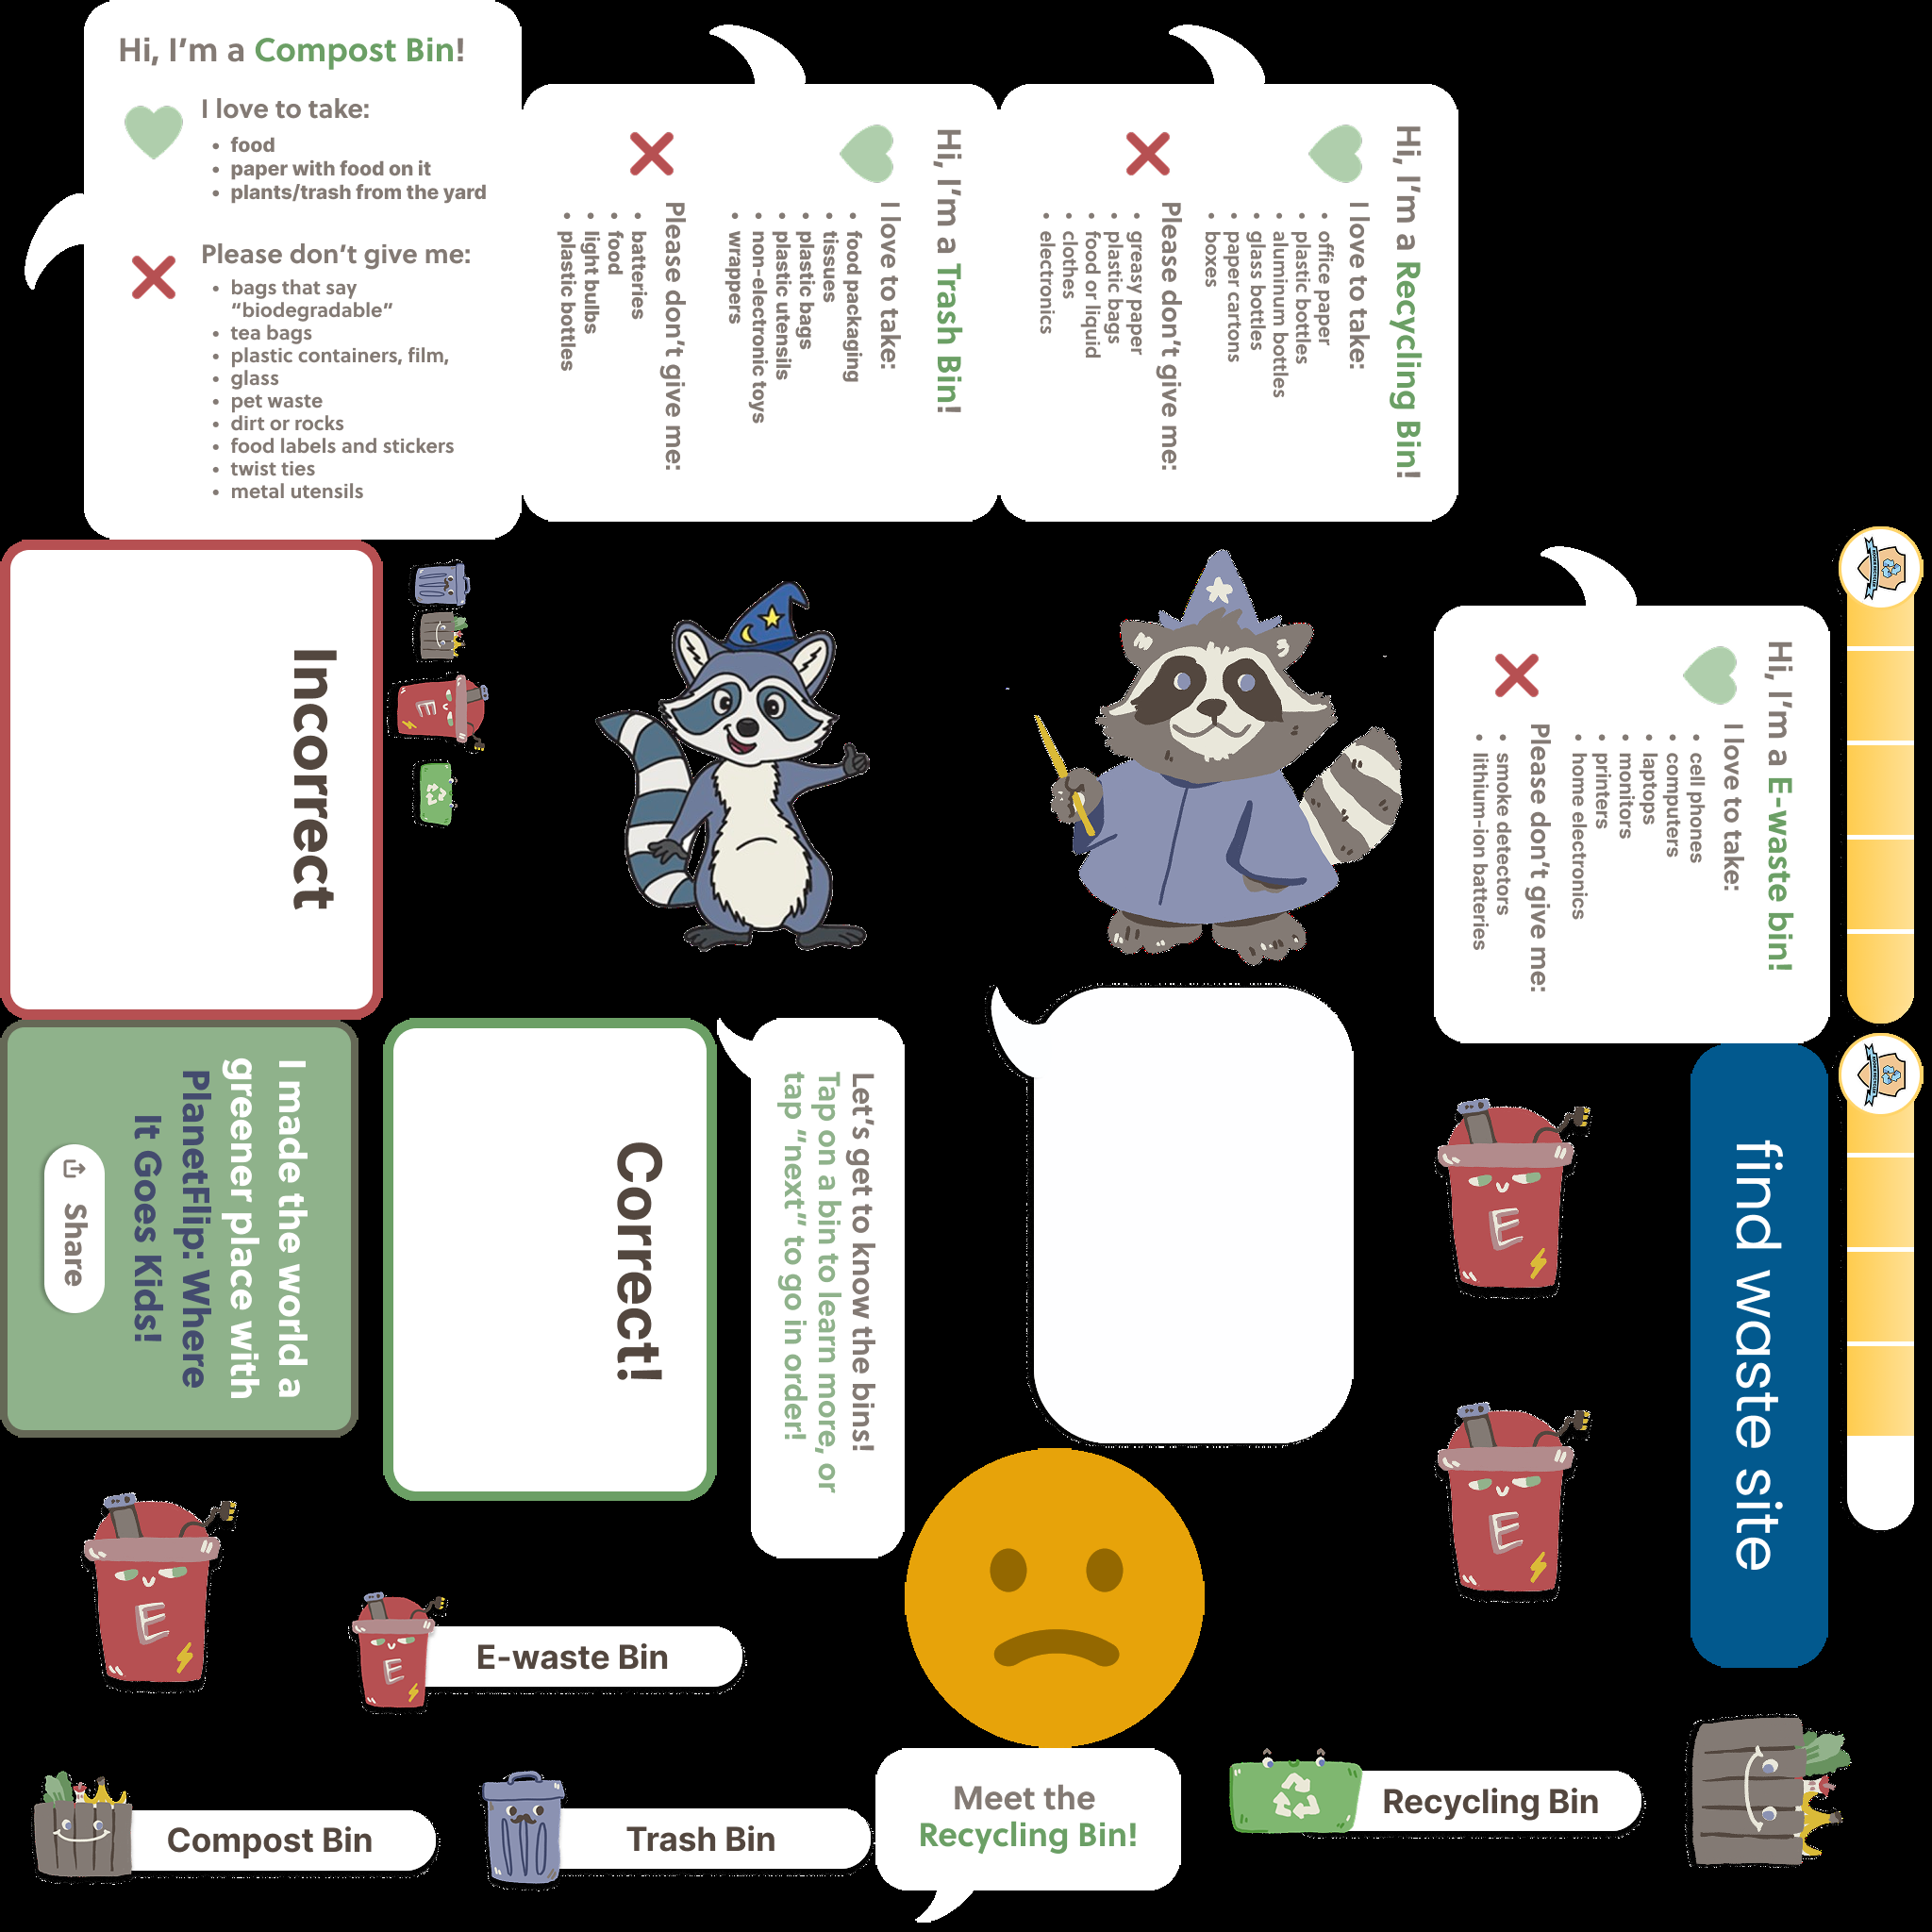 Hi, I'm a Compost Bin!
I love to take:
• food
• paper with food on it
• plants/trash from the yard
Please don't give me:
• bags that say
“biodegradable”
• tea bags
• plastic containers, film,
• glass
• pet waste
• dirt or rocks
• food labels and stickers
• twist ties
• metal utensils
Hi, I'm a Trash Bin!
I love to take:
• food packaging
• tissues
• plastic bags
• plastic utensils
• non-electronic toys
• wrappers
Please don't give me:
• batteries
• food
• light bulbs
• plastic bottles
Hi, I'm a Recycling Bin!
I love to take:
• office paper
• plastic bottles
• aluminum bottles
• glass bottles
• paper cartons
• boxes
Please don't give me:
• greasy paper
• plastic bags
• food or liquid
• clothes
• electronics
Incorrect
E
Hi, I'm a E-waste bin!
I love to take:
• cell phones
• computers
• laptops
• monitors
• printers
• home electronics
Please don't give me:
• smoke detectors
• lithium-ion batteries
I made the world a
greener place with
PlanetFlip: Where
It Goes Kids!
Share
Correct!
Let's get to know the bins!
Tap on a bin to learn more, or
tap “next” to go in order!
E
E
find waste site
E
E
E-waste Bin
Compost Bin
Trash Bin
Meet the
Recycling Bin!
Recycling Bin